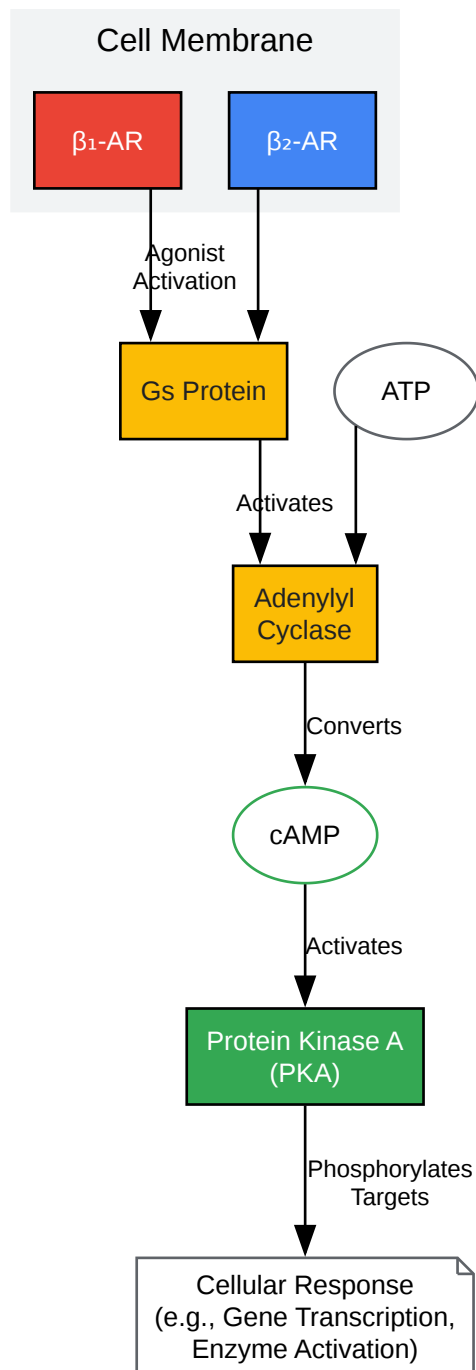 Cell Membrane
β₁-AR
β₂-AR
Agonist
Activation
Gs Protein
ATP
Activates
Adenylyl
Cyclase
Converts
cAMP
Activates
Protein Kinase A
(PKA)
Phosphorylates
Targets
Cellular Response
(e.g., Gene Transcription,
Enzyme Activation)